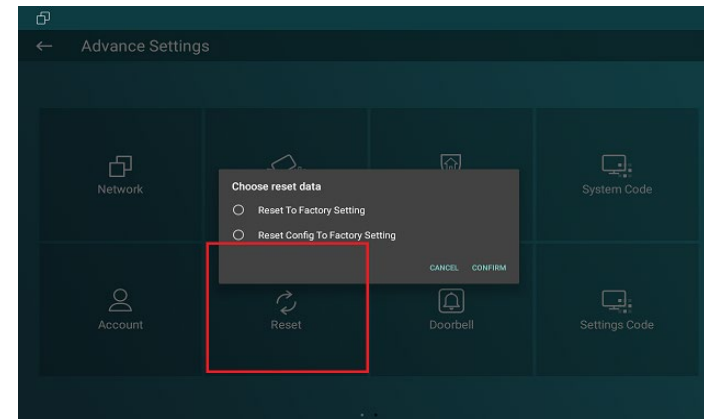 Advance Settings
Network
System Code
Choose reset data
Reset To Factory Setting
Reset Config To Factory Setting
CANCEL CONFIRM
Account
Reset
Doorbell
Settings Code